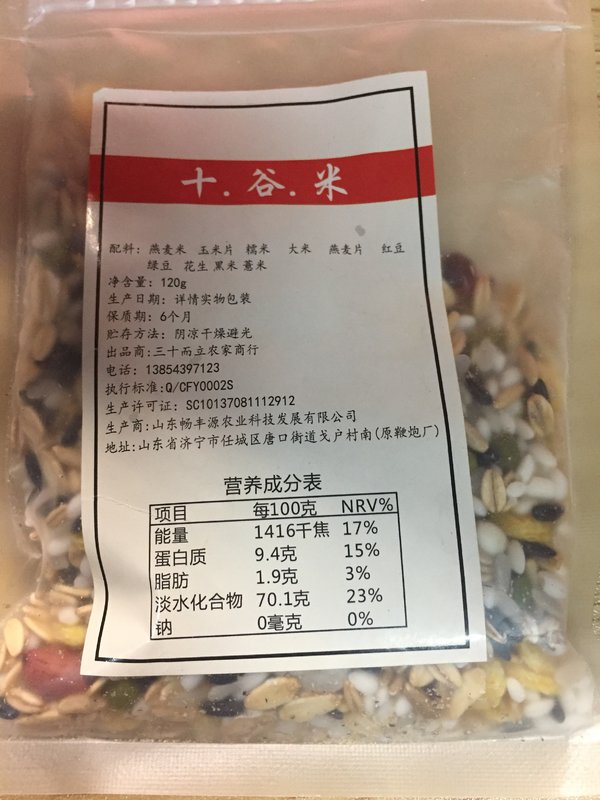 十.谷.米
配料: 燕麦米 玉米片 糯米 大米 燕麦片 红豆
绿豆 花生 黑米 薏米
净含量: 120g
生产日期: 详情实物包装
保质期: 6个月
贮存方法: 阴凉干燥避光
出品商:三十而立农家商行
电话: 13854397123
执行标准:Q/CFY0002S
生产许可证: SC10137081112912
生产商:山东畅丰源农业科技发展有限公司
地址:山东省济宁市任城区唐口街道戈户村南(原鞭炮厂)
营养成分表
项目 每100克 NRV%
能量 1416千焦 17%
蛋白质 9.4克 15%
脂肪 1.9克 3%
淡水化合物 70.1克 23%
钠 0毫克 0%